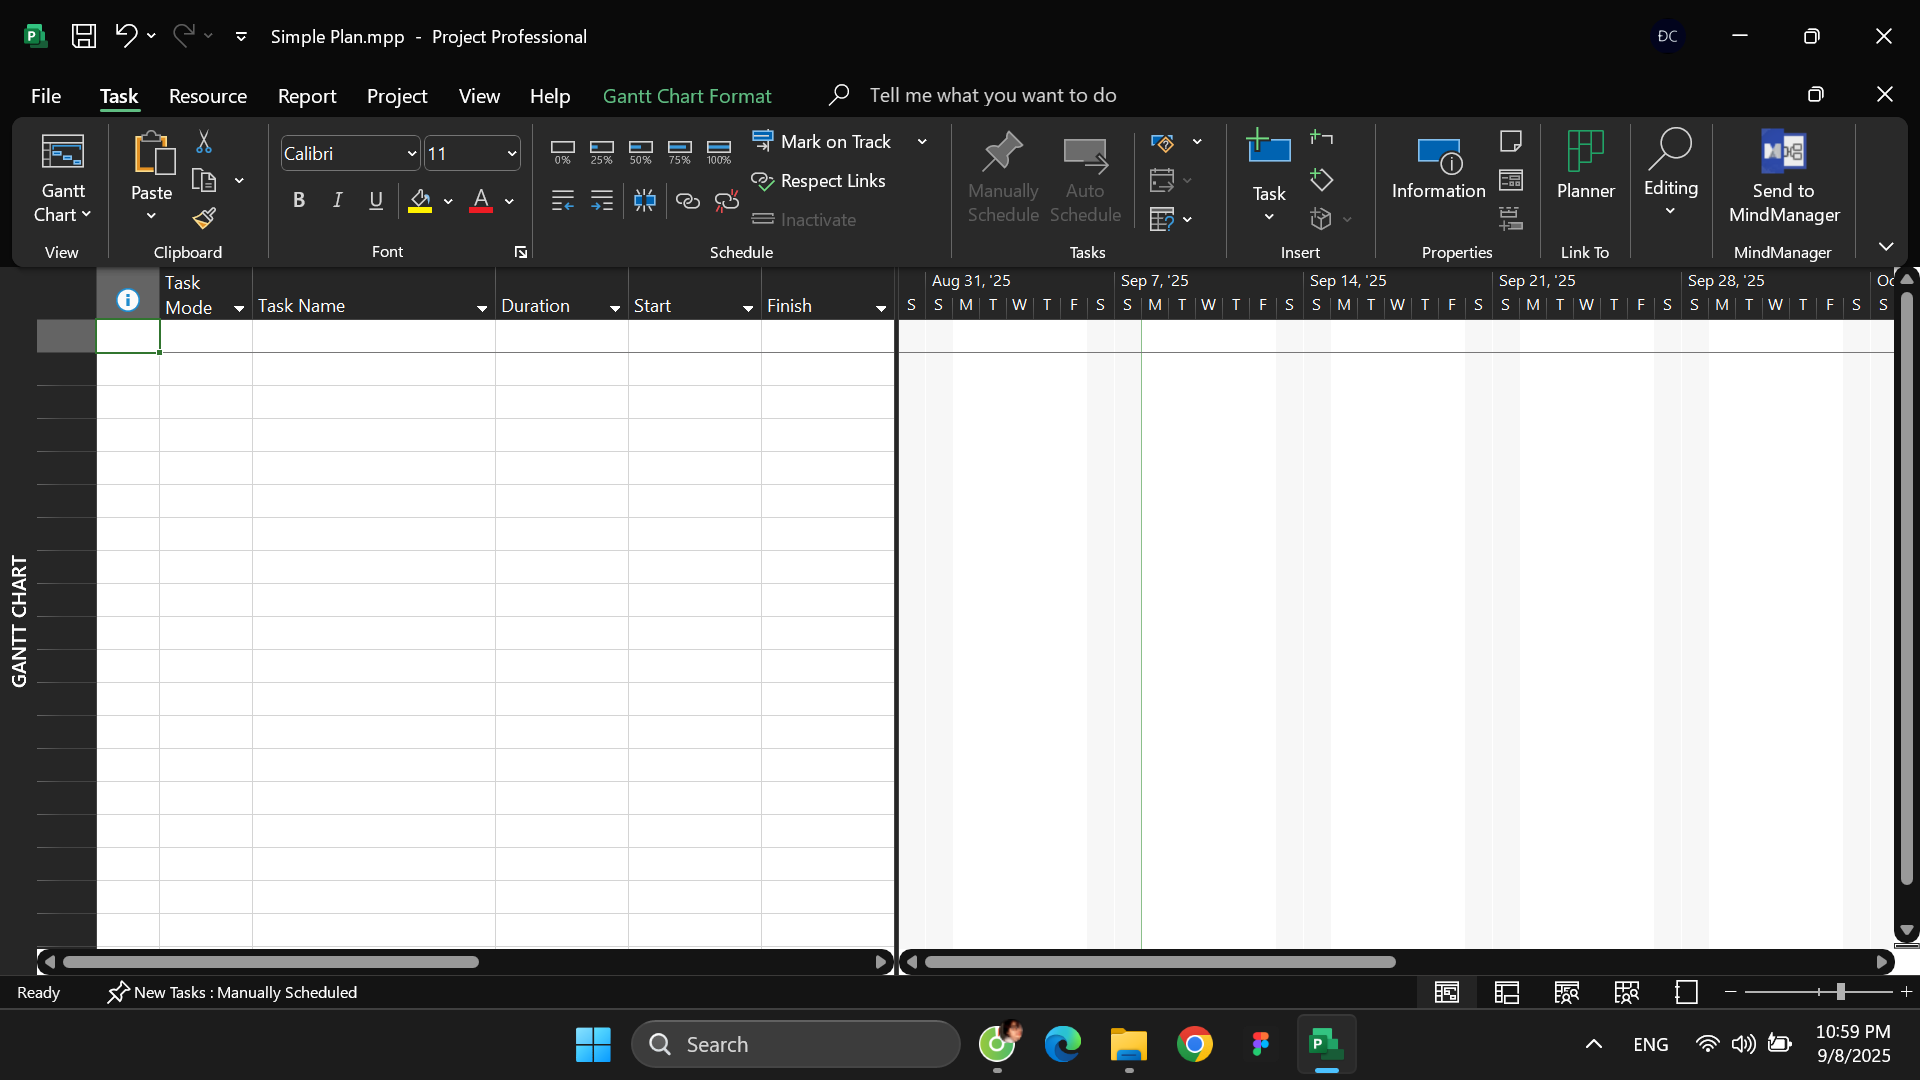 Simple Plan.mpp - Project Professional
ĐC
File Task Resource Report Project View Help Gantt Chart Format Tell me what you want to do
Gantt
Chart
View
Paste
Clipboard
Calibri 11
B I U A
Font
0% 25% 50% 75% 100%
Mark on Track
Respect Links
Inactivate
Schedule
Manually
Schedule
Auto
Schedule
Tasks
Task
Insert
Information
Properties
Planner
Link To
Editing
Send to
MindManager
MindManager
Task
Mode
Task Name
Duration
Start
Finish
Aug 31, '25 Sep 7, '25 Sep 14, '25 Sep 21, '25 Sep 28, '25
S S M T W T F S S M T W T F S S M T W T F S S M T W T F S S M T W T F S S
GANTT CHART
Ready New Tasks : Manually Scheduled
Search
ENG
10:59 PM
9/8/2025